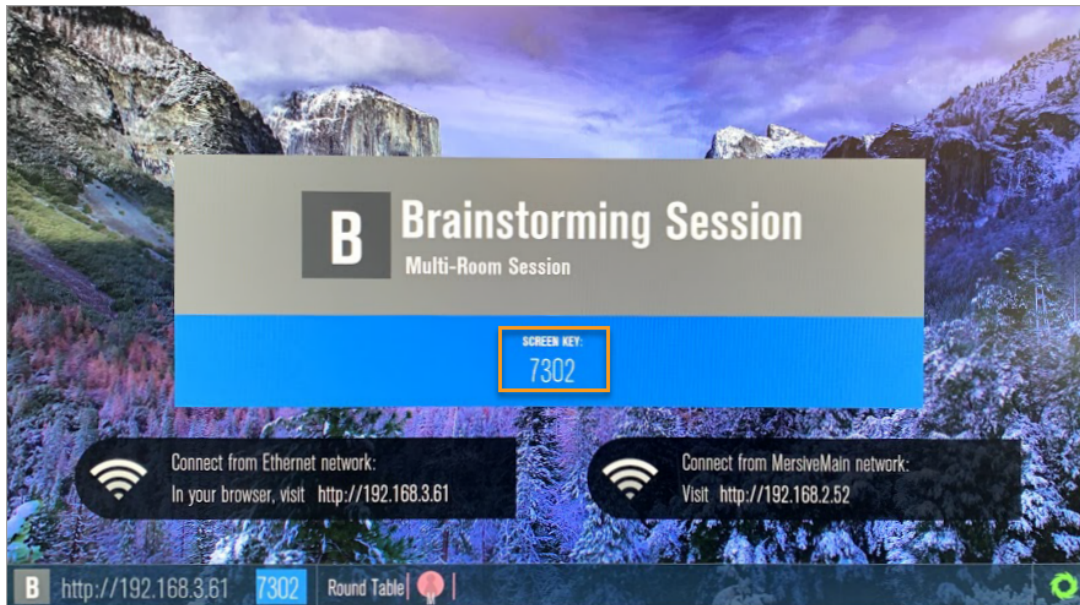 B
Brainstorming Session
Multi-Room Session
SCREEN KEY:
7302
Connect from Ethernet network:
In your browser, visit http://192.168.3.61
Connect from MersiveMain network:
Visit http://192.168.2.52
B http://192.168.3.61 7302 Round Table